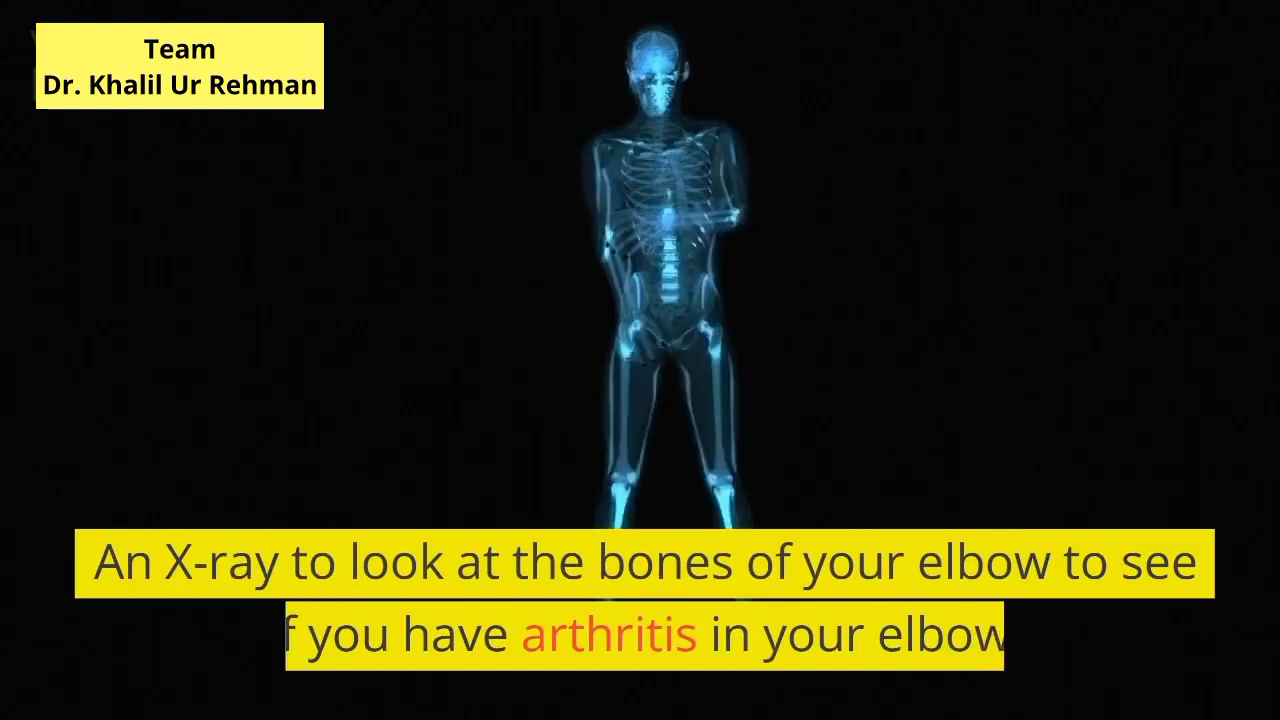 Team
Dr. Khalil Ur Rehman
An X-ray to look at the bones of your elbow to see
f you have arthritis in your elbow